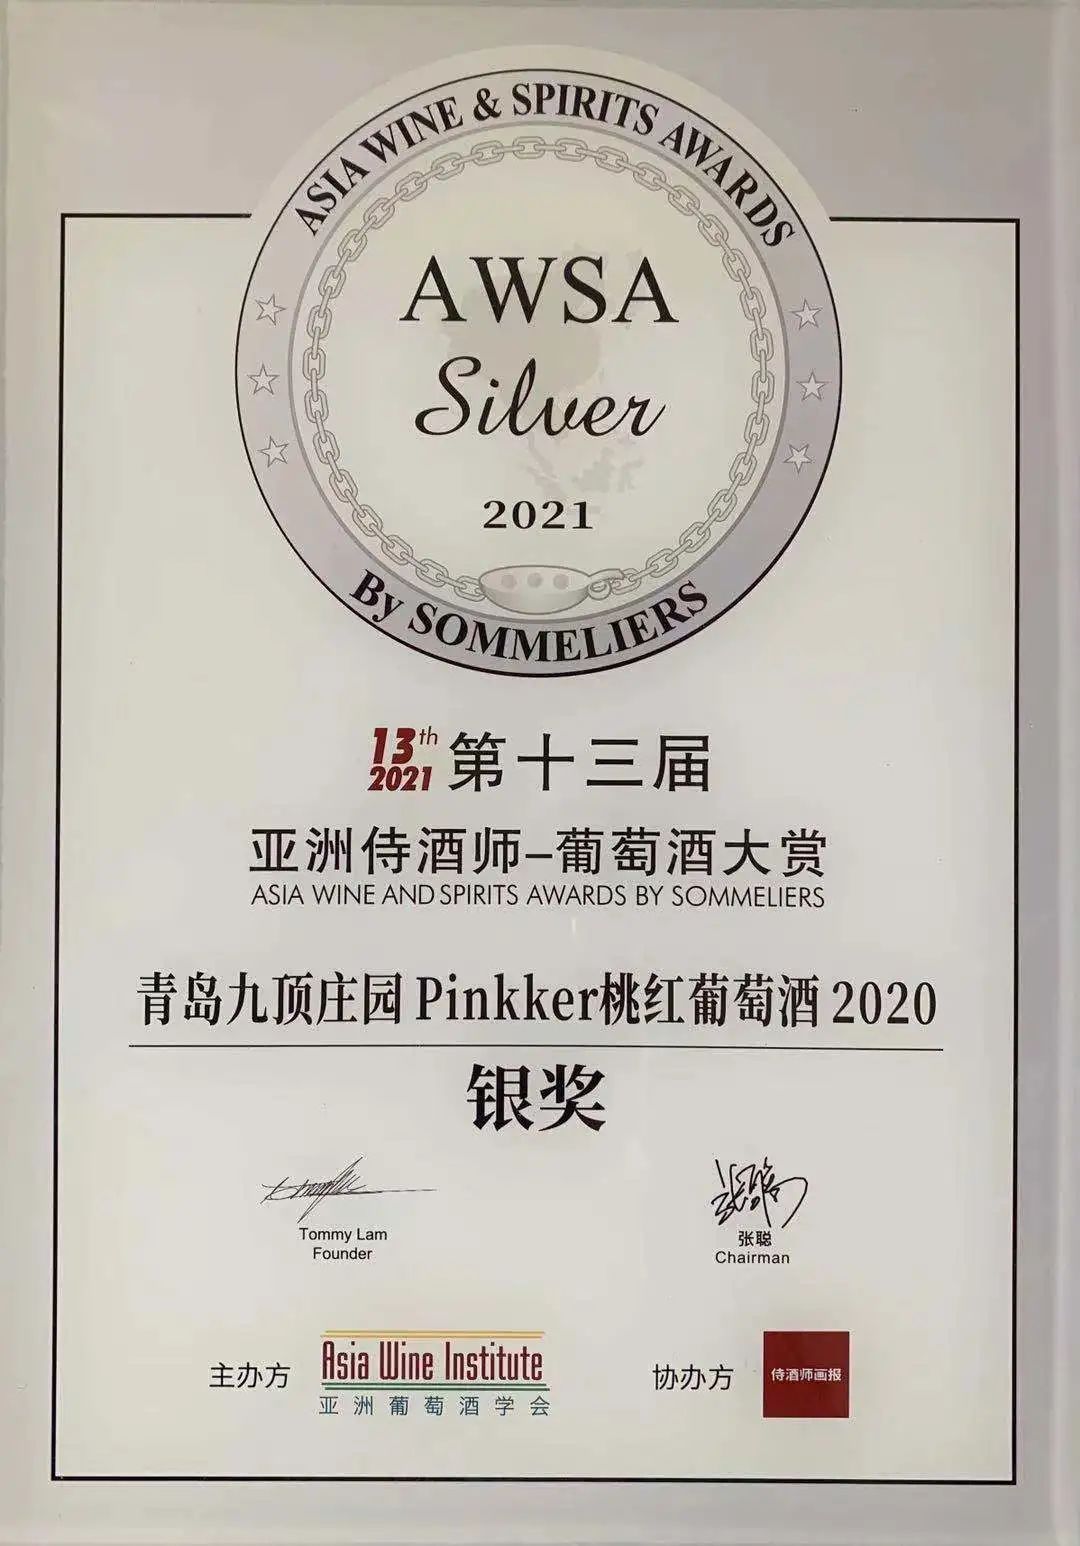 ASIA WINE & SPIRITS AWARDS
AWSA
Silver
2021
By SOMMELIERS
13th 2021 第十三届
亚洲侍酒师-葡萄酒大赏
ASIA WINE AND SPIRITS AWARDS BY SOMMELIERS
青岛九顶庄园 Pinkker桃红葡萄酒 2020
银奖
Tommy Lam
Founder
张聪
Chairman
主办方
Asia Wine Institute
亚洲葡萄酒学会
协办方
侍酒师画报